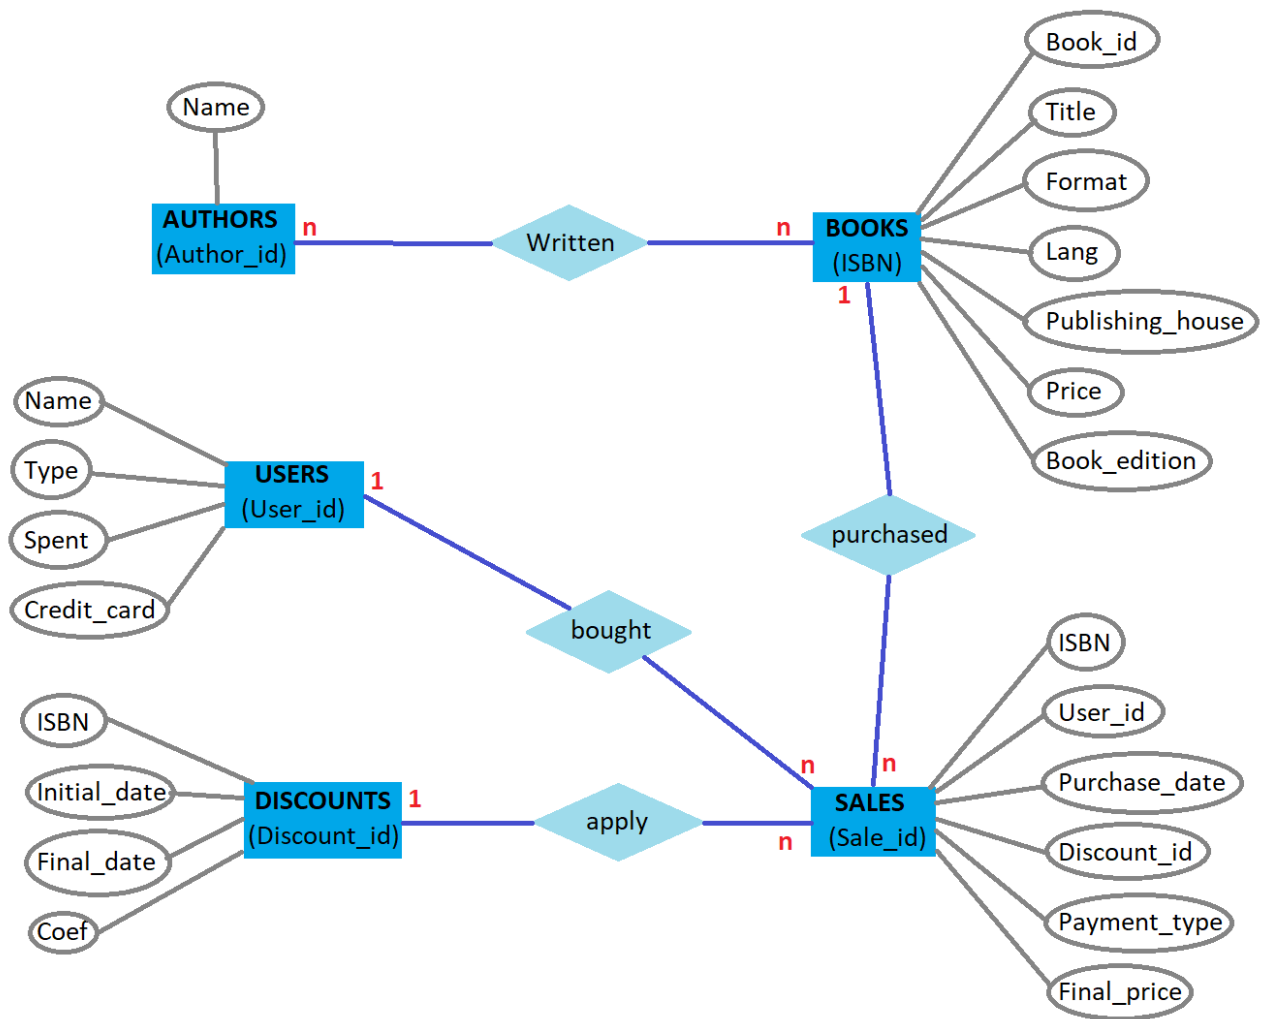 Book_id
Name
Title
Format
AUTHORS
(Author_id)
n
Written
n
BOOKS
(ISBN)
Lang
1
Publishing_house
Price
Book_edition
Name
Type
Spent
Credit_card
USERS
(User_id)
1
purchased
bought
ISBN
User_id
Purchase_date
Discount_id
Payment_type
Final_price
ISBN
Initial_date
Final_date
Coef
DISCOUNTS
(Discount_id)
1
apply
n
n
n
SALES
(Sale_id)